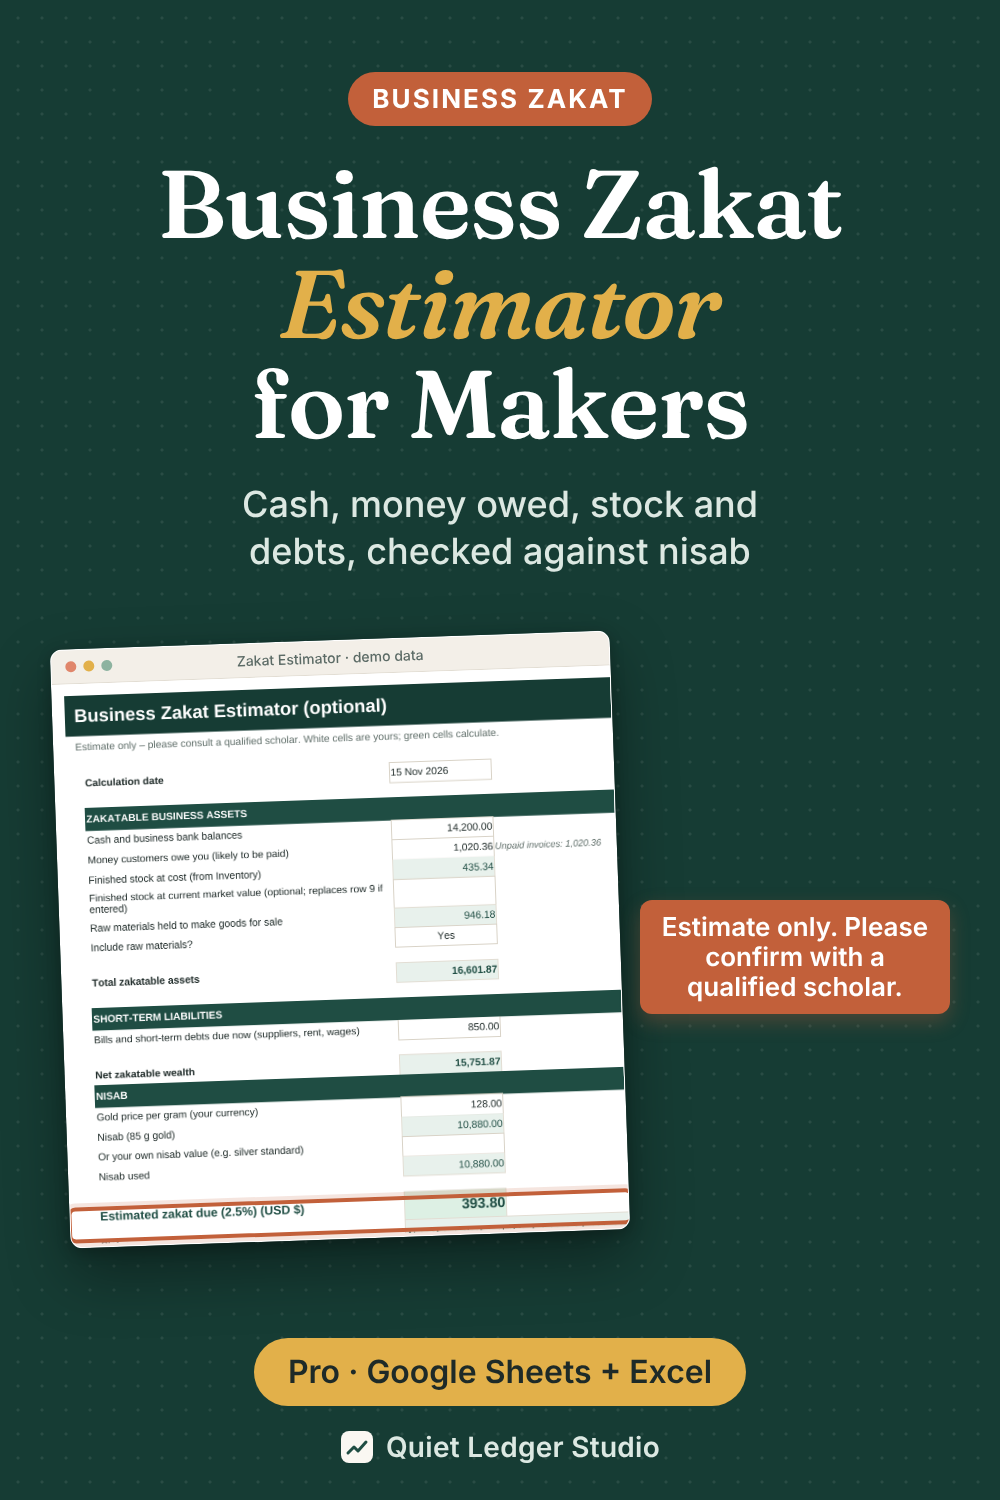 BUSINESS ZAKAT
Business Zakat
Estimator
for Makers
Cash, money owed, stock and
debts, checked against nisab
Zakat Estimator · demo data
Business Zakat Estimator (optional)
Estimate only – please consult a qualified scholar. White cells are yours; green cells calculate.
Calculation date 15 Nov 2026
ZAKATABLE BUSINESS ASSETS
Cash and business bank balances 14,200.00
Money customers owe you (likely to be paid) 1,020.36 Unpaid invoices: 1,020.36
Finished stock at cost (from Inventory) 435.34
Finished stock at current market value (optional; replaces row 9 if
entered)
Raw materials held to make goods for sale 946.18
Include raw materials? Yes
Total zakatable assets 16,601.87
SHORT-TERM LIABILITIES
Bills and short-term debts due now (suppliers, rent, wages) 850.00
Net zakatable wealth 15,751.87
NISAB
Gold price per gram (your currency) 128.00
Nisab (85 g gold) 10,880.00
Or your own nisab value (e.g. silver standard)
Nisab used 10,880.00
Estimated zakat due (2.5%) (USD $) 393.80
Estimate only. Please
confirm with a
qualified scholar.
Pro · Google Sheets + Excel
Quiet Ledger Studio